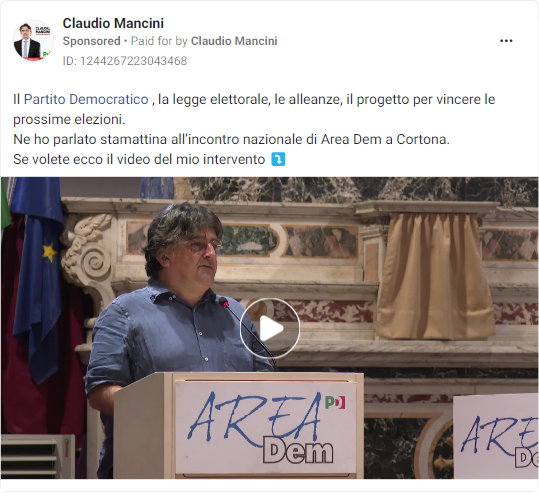 Claudio Mancini
Sponsored • Paid for by Claudio Mancini
ID: 1244267223043468
Il Partito Democratico , la legge elettorale, le alleanze, il progetto per vincere le
prossime elezioni.
Ne ho parlato stamattina all'incontro nazionale di Area Dem a Cortona.
Se volete ecco il video del mio intervento
AREA
PD
Dem
ARE
De